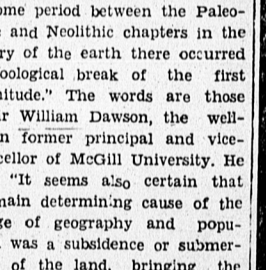 ome period between the Paleo-
and Neolithic chapters in the
ry of the earth there occurred
oological break of the first
nitude." The words are those
r William Dawson, the well-
n former principal and vice-
cellor of McGill University. He
"It seems also certain that
main determining cause of the
ge of geography and popu-
was a subsidence or submer-
of the land, bringing the